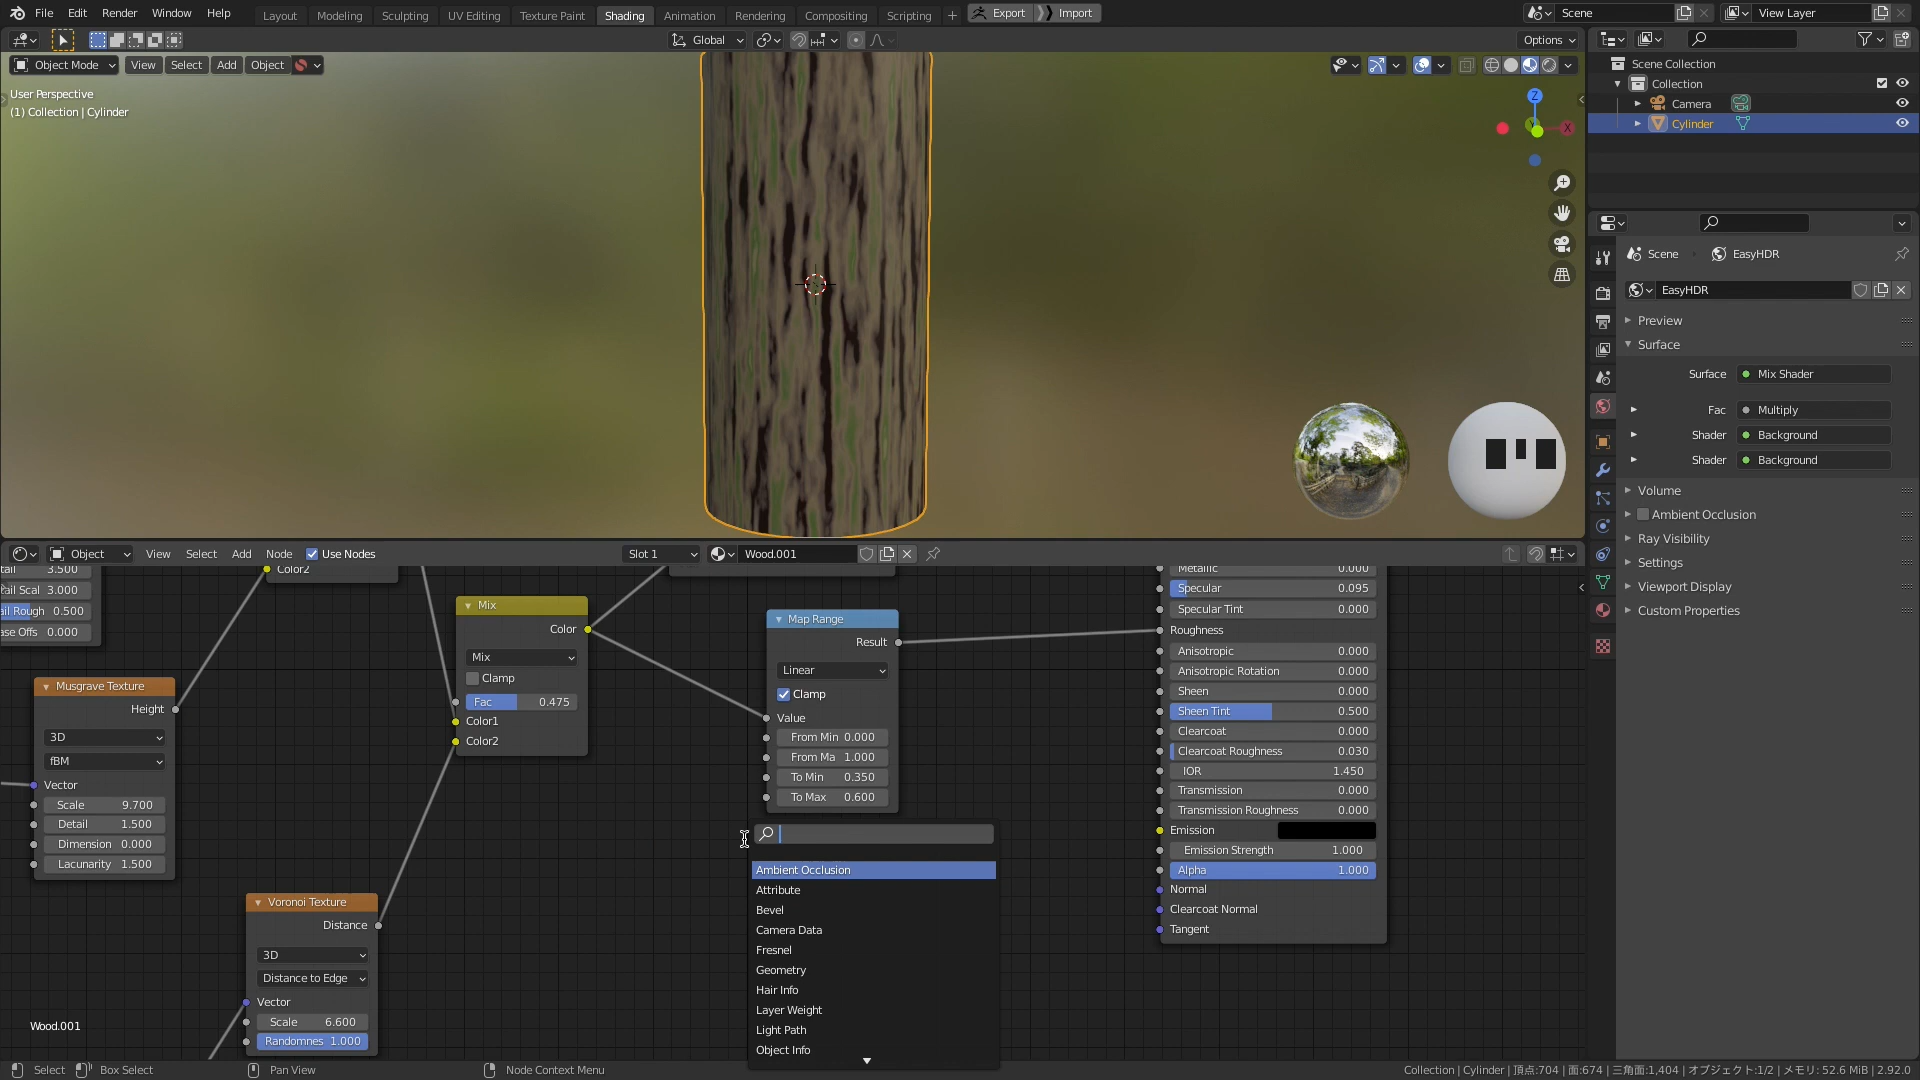 File Edit Render Window Help Layout Modeling Sculpting UV Editing Texture Paint Shading Animation Rendering Compositing Scripting + Export Import Scene View Layer
Global Options
Object Mode View Select Add Object
User Perspective
(1) Collection | Cylinder
Z
X
Scene Collection
Collection
Camera
Cylinder
Scene EasyHDR
EasyHDR
Preview
Surface
Surface Mix Shader
Fac Multiply
Shader Background
Shader Background
Volume
Ambient Occlusion
Ray Visibility
Settings
Viewport Display
Custom Properties
Object View Select Add Node Use Nodes Slot 1 Wood.001
tail 3.500
tail Scal 3.000
ail Rough 0.500
ase Offs 0.000
Color2
Musgrave Texture
Height
3D
fBM
Vector
Scale 9.700
Detail 1.500
Dimension 0.000
Lacunarity 1.500
Voronoi Texture
Distance
3D
Distance to Edge
Vector
Scale 6.600
Randomnes 1.000
Mix
Color
Mix
Clamp
Fac 0.475
Color1
Color2
Map Range
Result
Linear
Clamp
Value
From Min 0.000
From Ma 1.000
To Min 0.350
To Max 0.600
Ambient Occlusion
Attribute
Bevel
Camera Data
Fresnel
Geometry
Hair Info
Layer Weight
Light Path
Object Info
Metallic 0.000
Specular 0.095
Specular Tint 0.000
Roughness
Anisotropic 0.000
Anisotropic Rotation 0.000
Sheen 0.000
Sheen Tint 0.500
Clearcoat 0.000
Clearcoat Roughness 0.030
IOR 1.450
Transmission 0.000
Transmission Roughness 0.000
Emission
Emission Strength 1.000
Alpha 1.000
Normal
Clearcoat Normal
Tangent
Wood.001
Select Box Select Pan View Node Context Menu Collection | Cylinder | 頂点:704 | 面:674 | 三角面:1,404 | オブジェクト:1/2 | メモリ: 52.6 MiB | 2.92.0